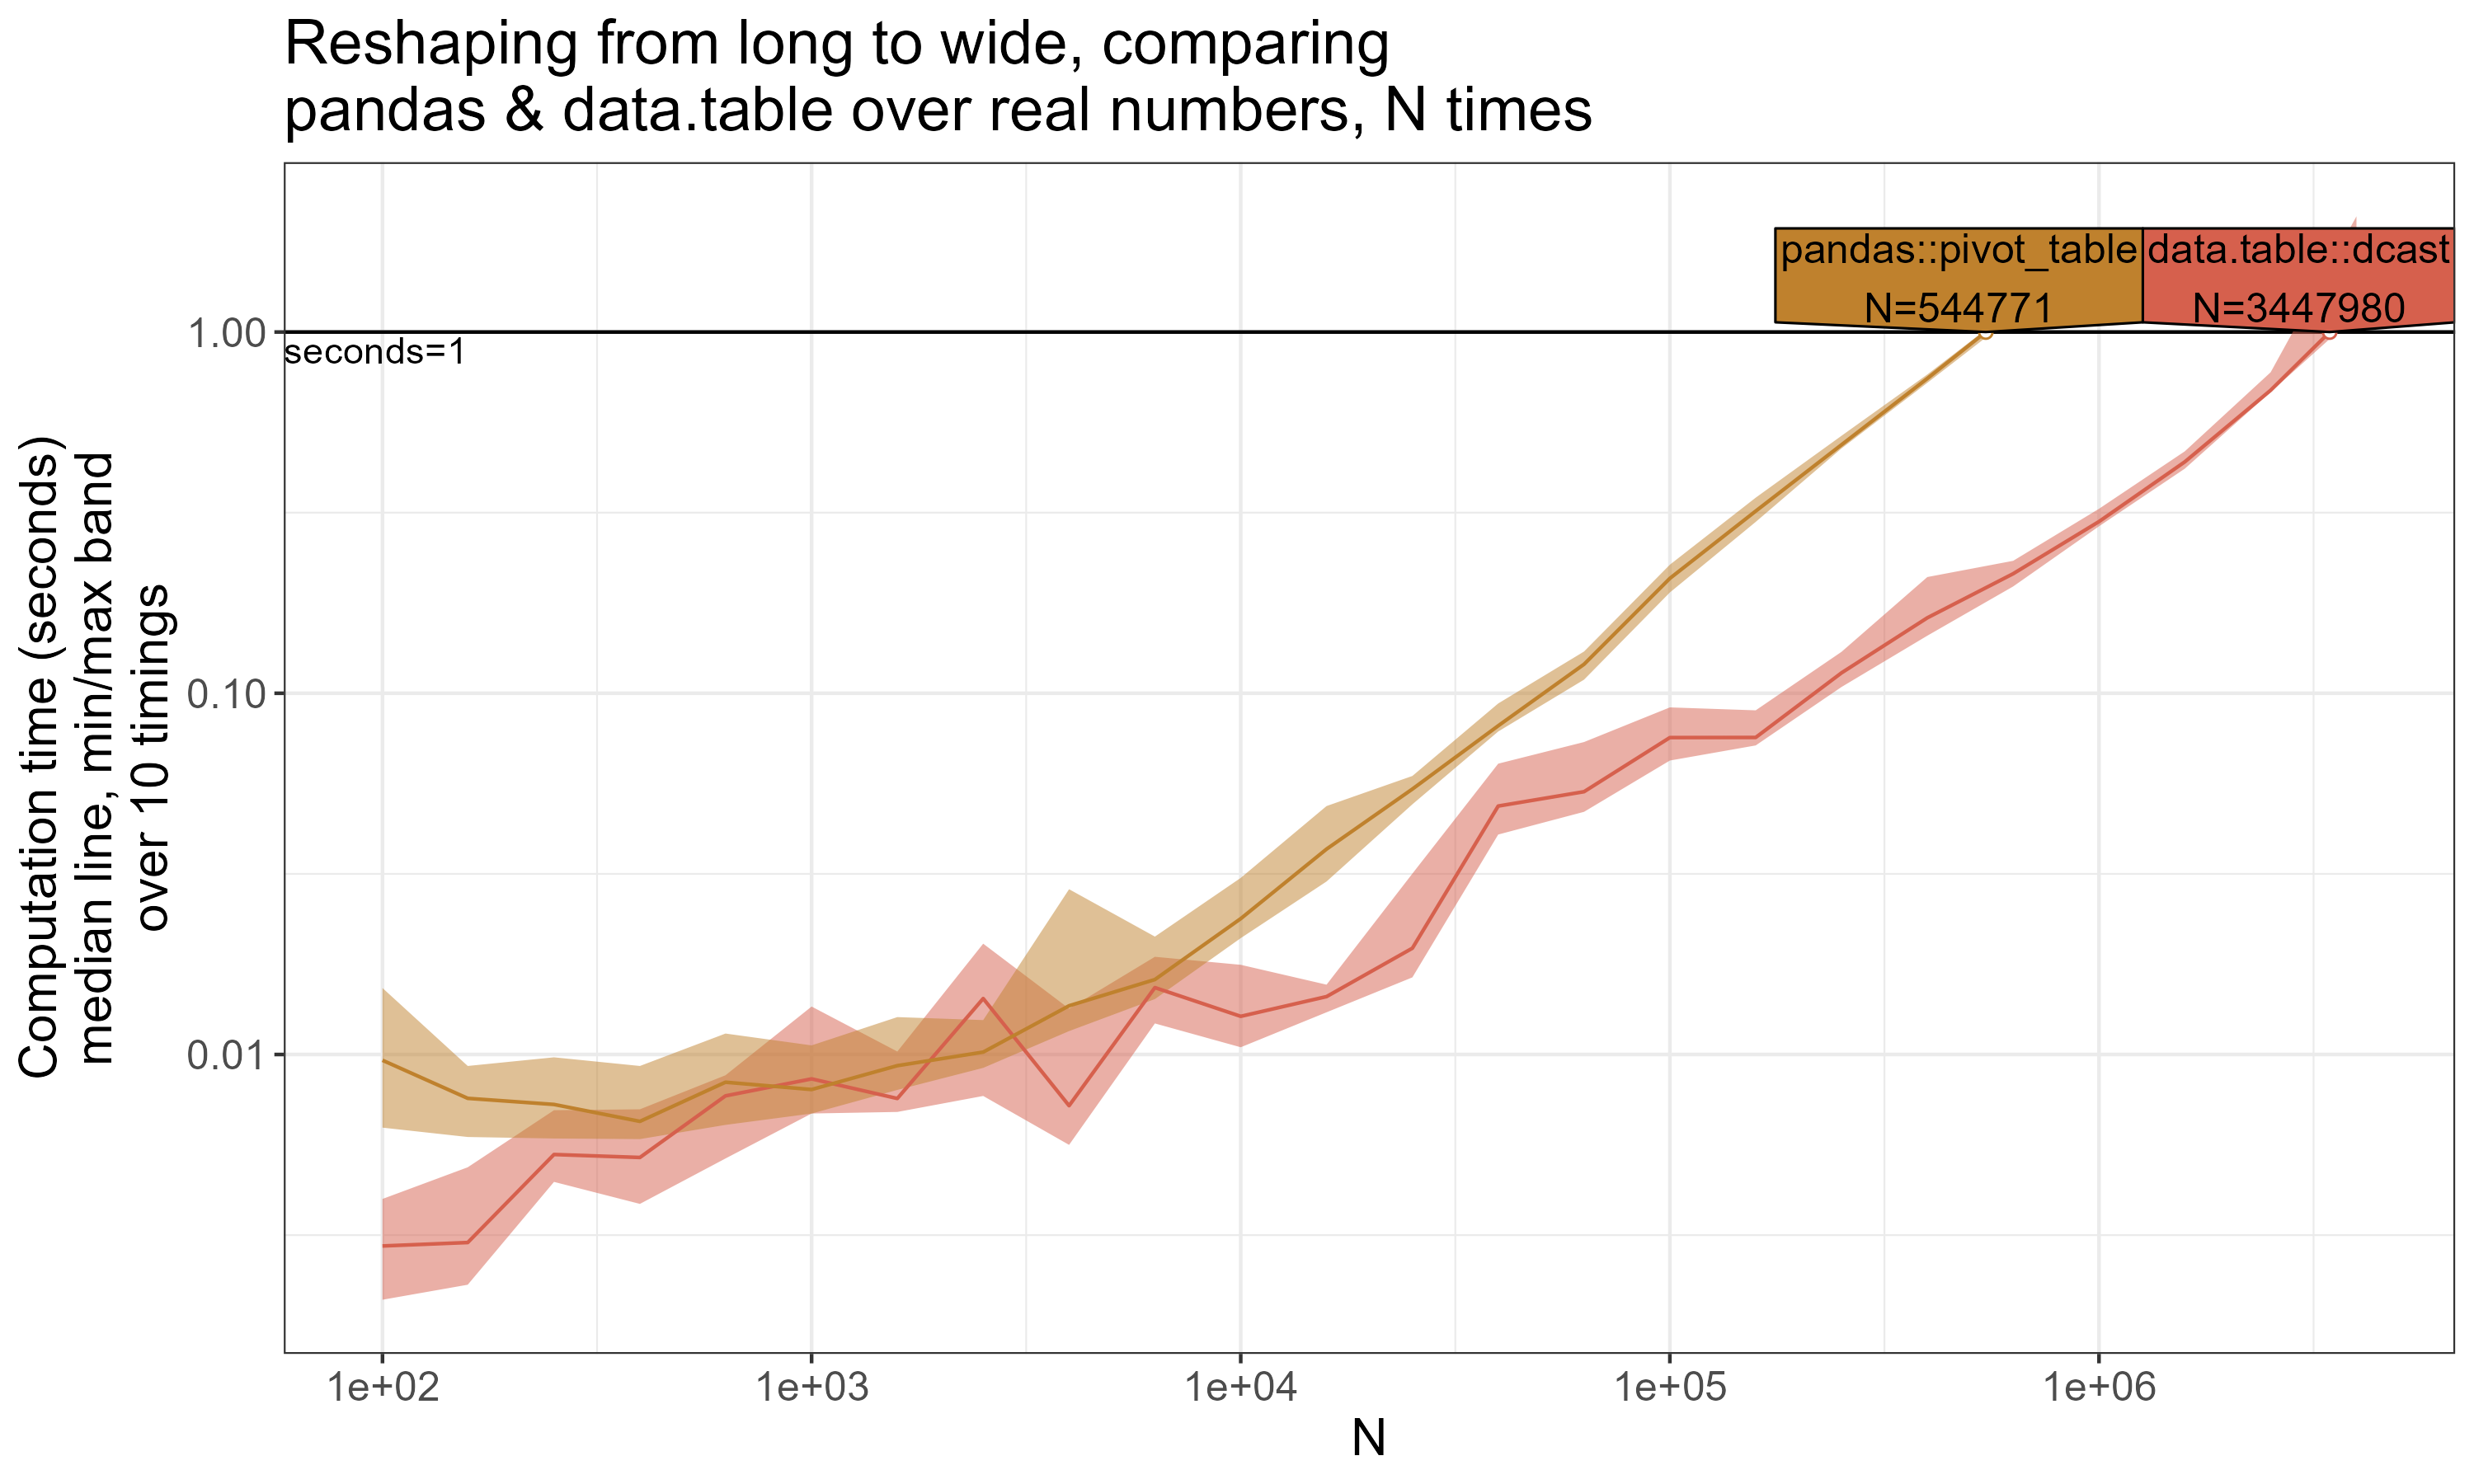 Reshaping from long to wide, comparing
pandas & data.table over real numbers, N times
pandas::pivot_table
N=544771
data.table::dcast
N=3447980
seconds=1
1.00
0.10
0.01
Computation time (seconds)
median line, min/max band
over 10 timings
1e+02
1e+03
1e+04
1e+05
1e+06
N